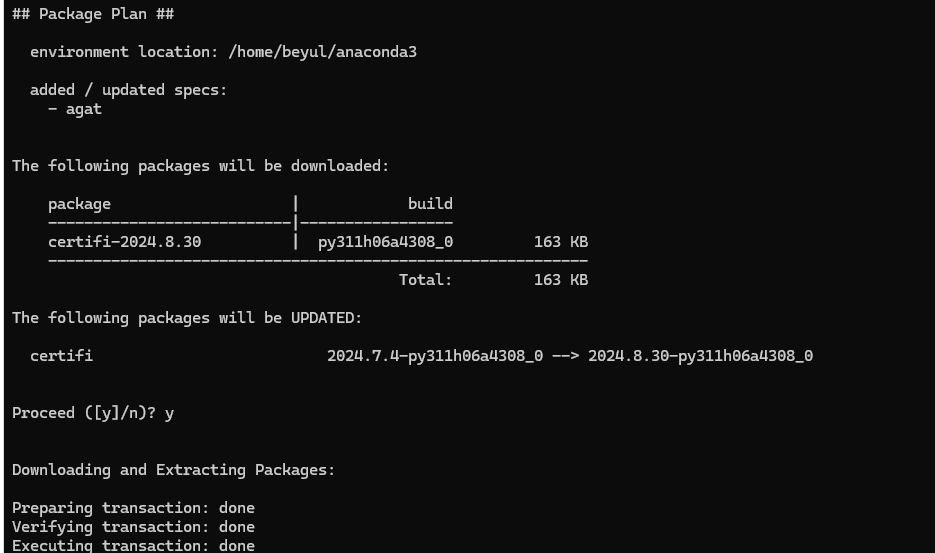 ## Package Plan ##
environment location: /home/beyul/anaconda3
added / updated specs:
- agat
The following packages will be downloaded:
package | build
---------------------------|-----------------
certifi-2024.8.30 | py311h06a4308_0 163 KB
------------------------------------------------------------
Total: 163 KB
The following packages will be UPDATED:
certifi 2024.7.4-py311h06a4308_0 --> 2024.8.30-py311h06a4308_0
Proceed ([y]/n)? y
Downloading and Extracting Packages:
Preparing transaction: done
Verifying transaction: done
Executing transaction: done